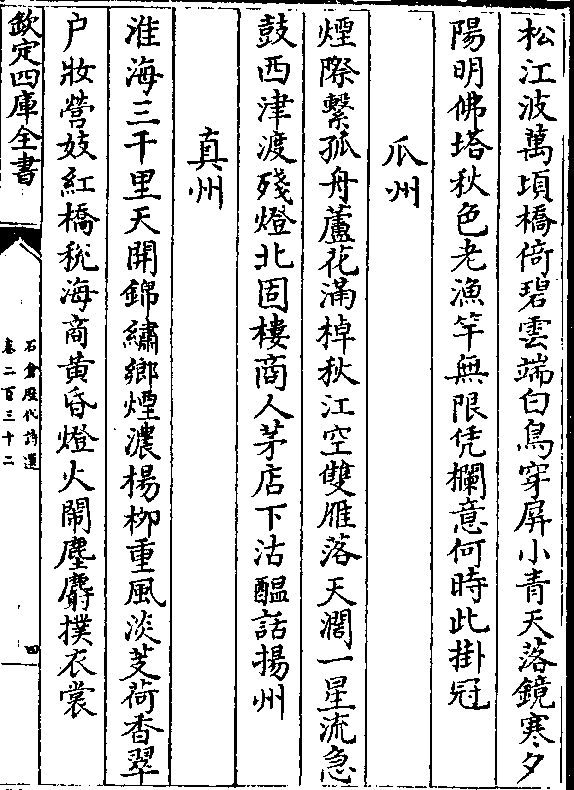 松江波萬頃橋倚碧雲端白鳥穿屏小青天落鏡寒夕
陽明佛塔秋色老漁竿無限凭欄意何時此掛冠
瓜州
煙際繫孤舟蘆花滿棹秋江空雙雁落天濶一星流急
鼓西津渡殘燈北固樓商人茅店下沽醖話揚州
真州
淮海三千里天開錦繡鄉煙濃楊栁重風淡芰荷香翠
户妝營妓紅橋稅海商黄昏燈火鬧塵麝撲衣裳
欽定四庫全書
石倉歷代詩選
卷二百三十二
四